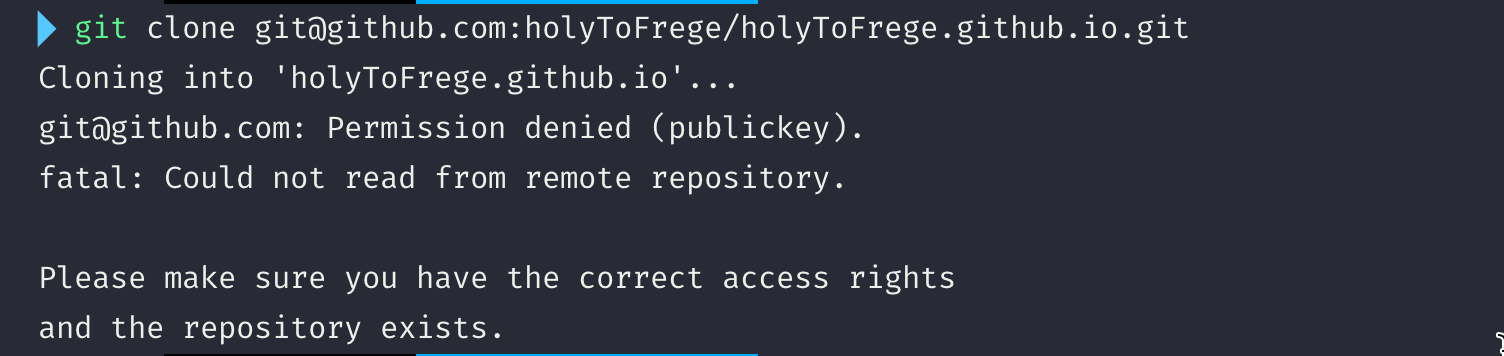 git clone git@github.com:holyToFrege/holyToFrege.github.io.git
Cloning into 'holyToFrege.github.io'...
git@github.com: Permission denied (publickey).
fatal: Could not read from remote repository.
Please make sure you have the correct access rights
and the repository exists.